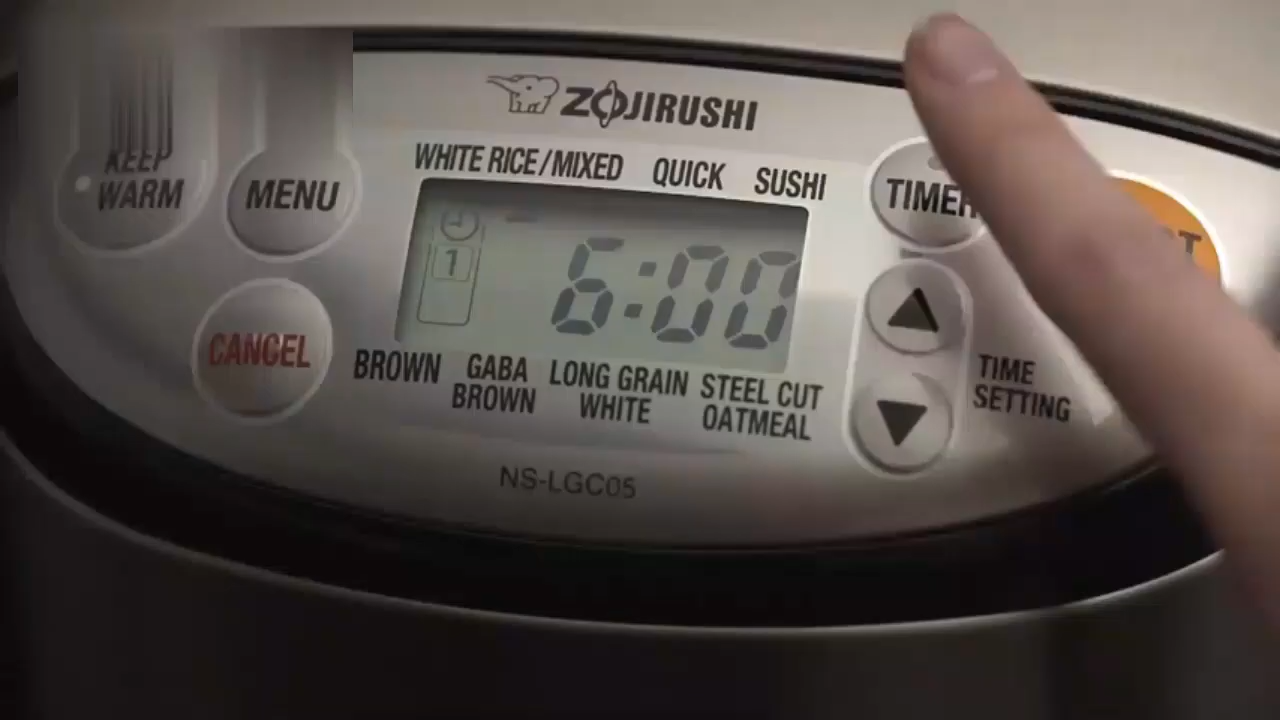 ZOJIRUSHI
WHITE RICE/MIXED QUICK SUSHI
KEEP
WARM
MENU
TIMER
1
6:00
CANCEL
BROWN
GABA
BROWN
LONG GRAIN
WHITE
STEEL CUT
OATMEAL
TIME
SETTING
NS-LGC05